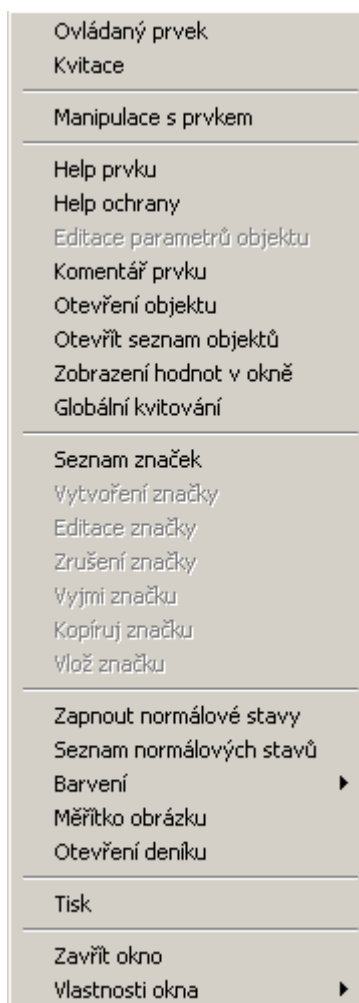 Ovládaný prvek
Kvitace
Manipulace s prvkem
Help prvku
Help ochrany
Editace parametrů objektu
Komentář prvku
Otevření objektu
Otevřít seznam objektů
Zobrazení hodnot v okně
Globální kvitování
Seznam značek
Vytvoření značky
Editace značky
Zrušení značky
Vyjmi značku
Kopíruj značku
Vlož značku
Zapnout normálové stavy
Seznam normálových stavů
Barvení
Měřítko obrázku
Otevření deníku
Tisk
Zavřít okno
Vlastnosti okna